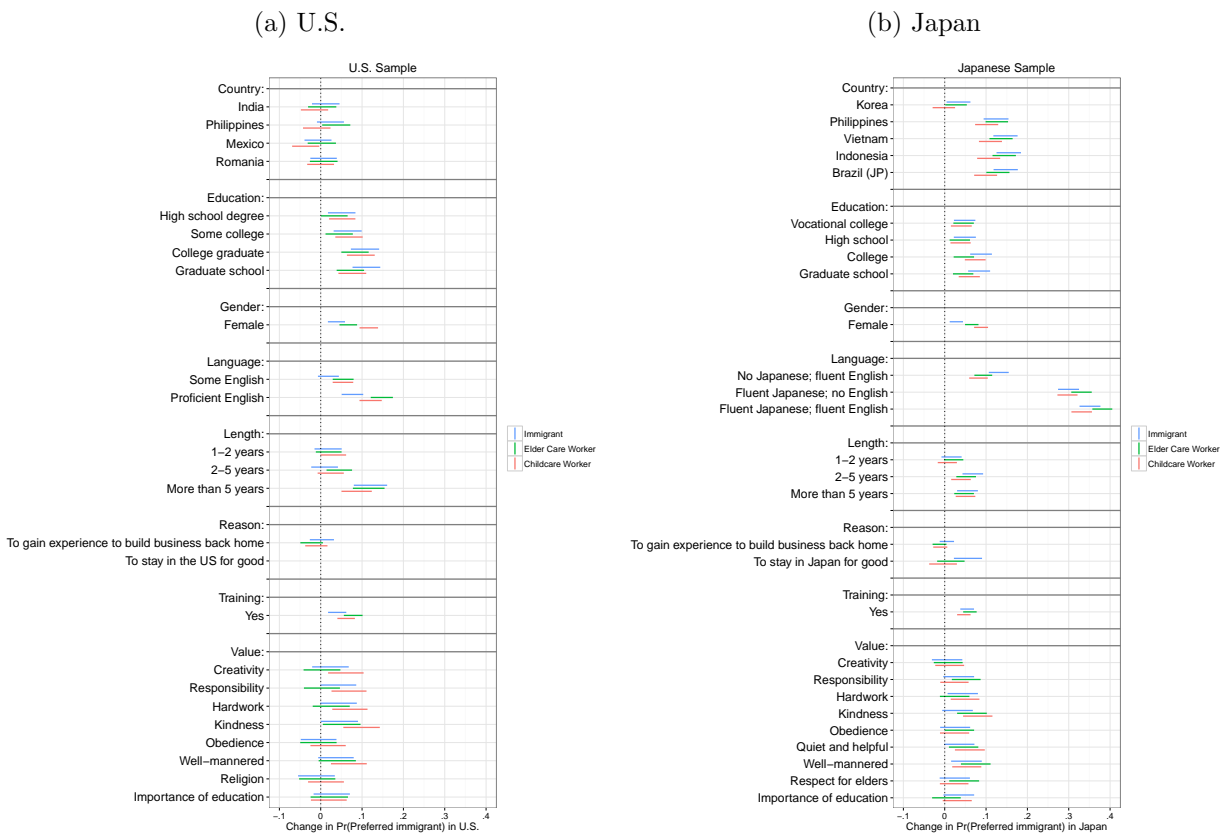 (a) U.S.
U.S. Sample
Country:
India
Philippines
Mexico
Romania
Education:
High school degree
Some college
College graduate
Graduate school
Gender:
Female
Language:
Some English
Proficient English
Length:
1−2 years
2−5 years
More than 5 years
Reason:
To gain experience to build business back home
To stay in the US for good
Training:
Yes
Value:
Creativity
Responsibility
Hardwork
Kindness
Obedience
Well−mannered
Religion
Importance of education
−.1 0 .1 .2 .3 .4
Change in Pr(Preferred immigrant) in U.S.
Immigrant
Elder Care Worker
Childcare Worker
(b) Japan
Japanese Sample
Country:
Korea
Philippines
Vietnam
Indonesia
Brazil (JP)
Education:
Vocational college
High school
College
Graduate school
Gender:
Female
Language:
No Japanese; fluent English
Fluent Japanese; no English
Fluent Japanese; fluent English
Length:
1−2 years
2−5 years
More than 5 years
Reason:
To gain experience to build business back home
To stay in Japan for good
Training:
Yes
Value:
Creativity
Responsibility
Hardwork
Kindness
Obedience
Quiet and helpful
Well−mannered
Respect for elders
Importance of education
−.1 0 .1 .2 .3 .4
Change in Pr(Preferred immigrant) in Japan
Immigrant
Elder Care Worker
Childcare Worker